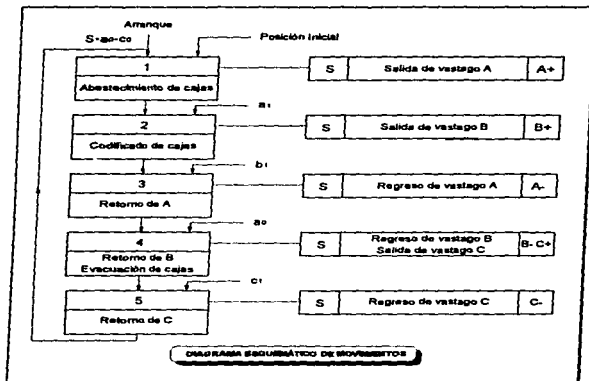 Arranque
S·ao·co
Posición Inicial
1
Abastecimiento de cajas
S Salida de vastago A A+
a1
2
Codificado de cajas
S Salida de vastago B B+
b1
3
Retorno de A
S Regreso de vastago A A-
ao
4
Retorno de B
Evacuación de cajas
S Regreso de vastago B
Salida de vastago C B- C+
c1
5
Retorno de C
S Regreso de vastago C C-
DIAGRAMA ESQUEMÁTICO DE MOVIMIENTOS